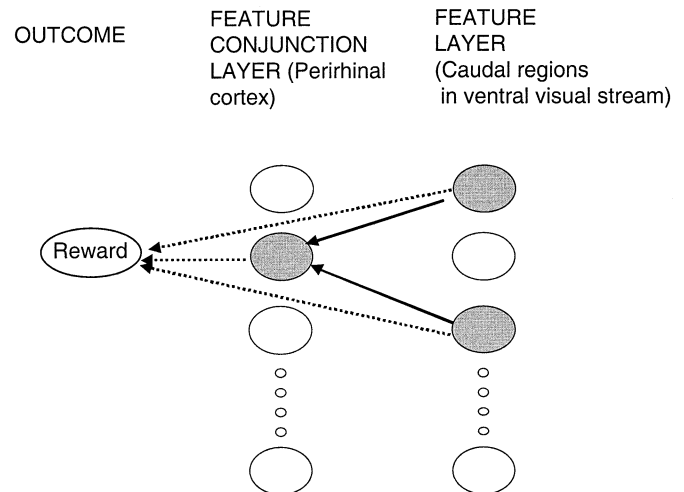 OUTCOME
FEATURE
CONJUNCTION
LAYER (Perirhinal
cortex)
FEATURE
LAYER
(Caudal regions
in ventral visual stream)
Reward